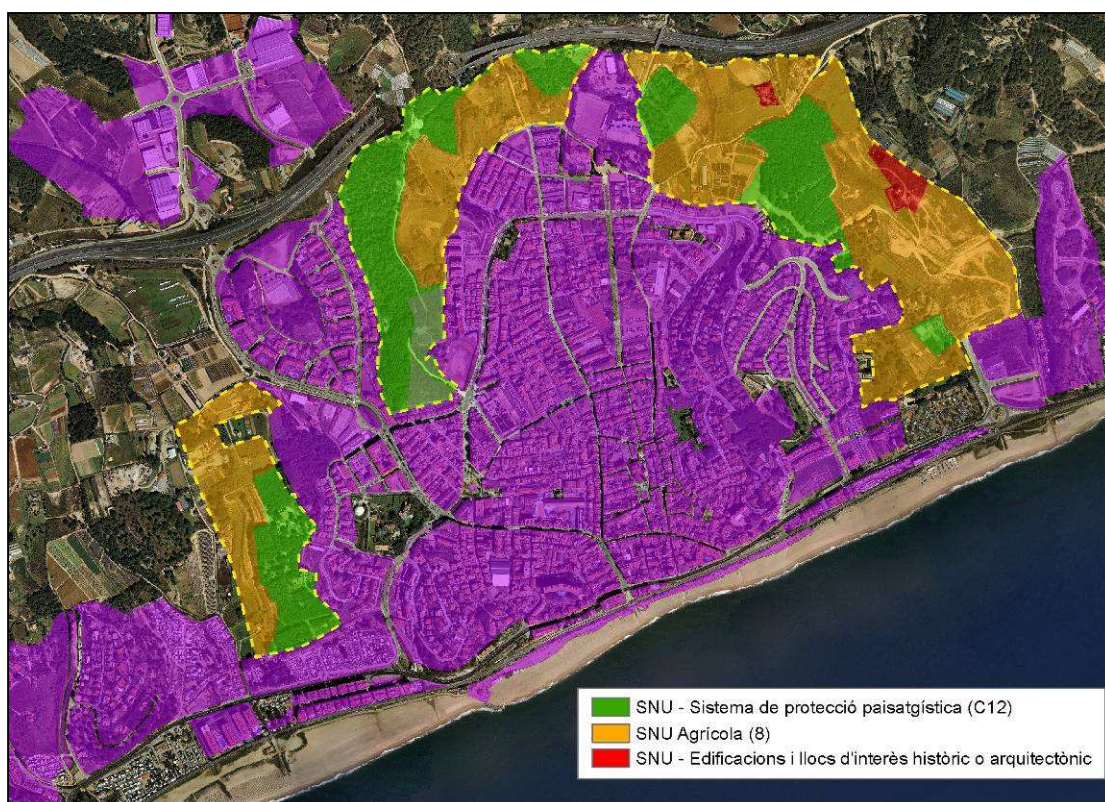 SNU - Sistema de protecció paisatgística (C12)
SNU Agrícola (8)
SNU - Edificacions i llocs d'interès històric o arquitectònic